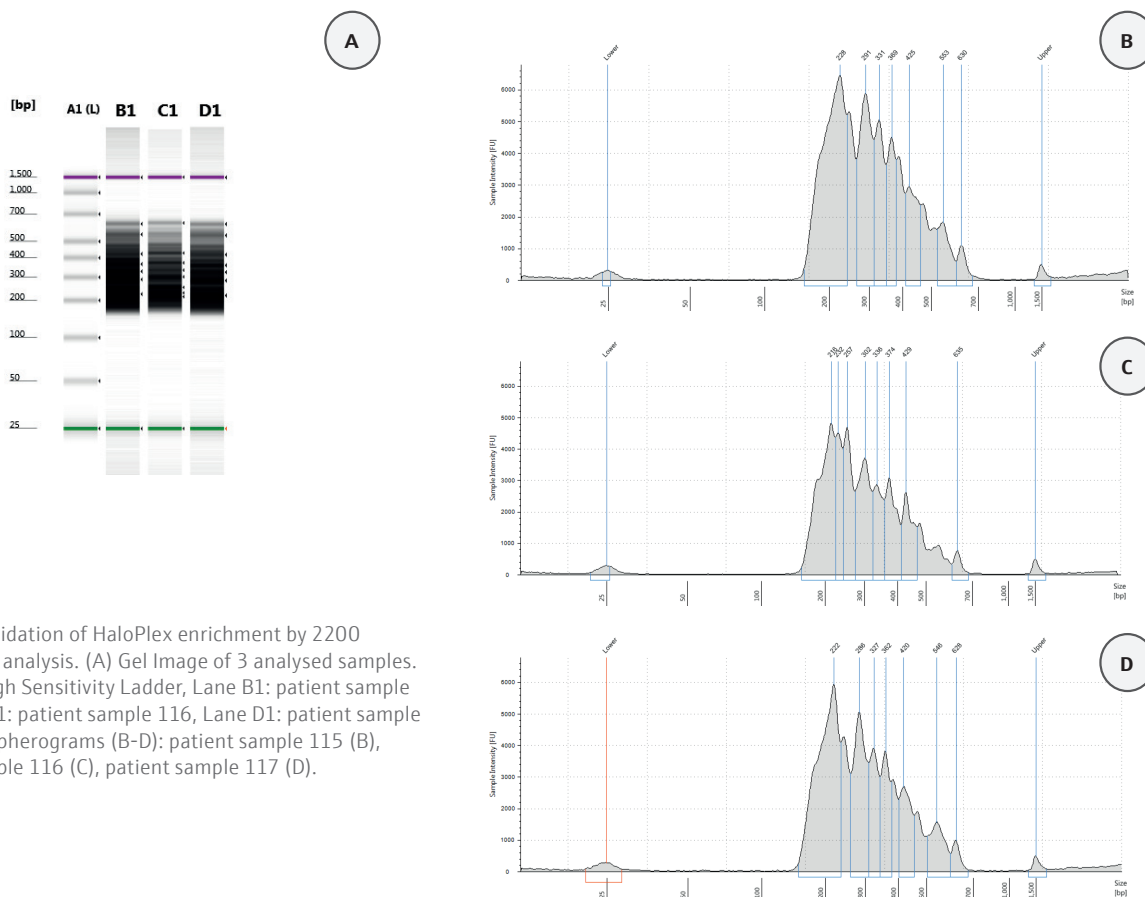 A
[bp] A1 (L) B1 C1 D1
1.500
1.000
700
500
400
300
200
100
50
25
idation of HaloPlex enrichment by 2200
analysis. (A) Gel Image of 3 analysed samples.
gh Sensitivity Ladder, Lane B1: patient sample
1: patient sample 116, Lane D1: patient sample
pherograms (B-D): patient sample 115 (B),
ple 116 (C), patient sample 117 (D).
B
Lower 228 291 331 369 425 553 630 Upper
Sample Intensity [FU]
6000
5000
4000
3000
2000
1000
0
25 50 100 200 300 400 500 700 1,000 1,500
Size
[bp]
C
Lower 218 232 257 302 336 374 429 635 Upper
Sample Intensity [FU]
6000
5000
4000
3000
2000
1000
0
25 50 100 200 300 400 500 700 1,000 1,500
Size
[bp]
D
Lower 222 286 327 362 420 546 628 Upper
Sample Intensity [FU]
6000
5000
4000
3000
2000
1000
0
25 50 100 200 300 400 500 700 1,000 1,500
Size
[bp]